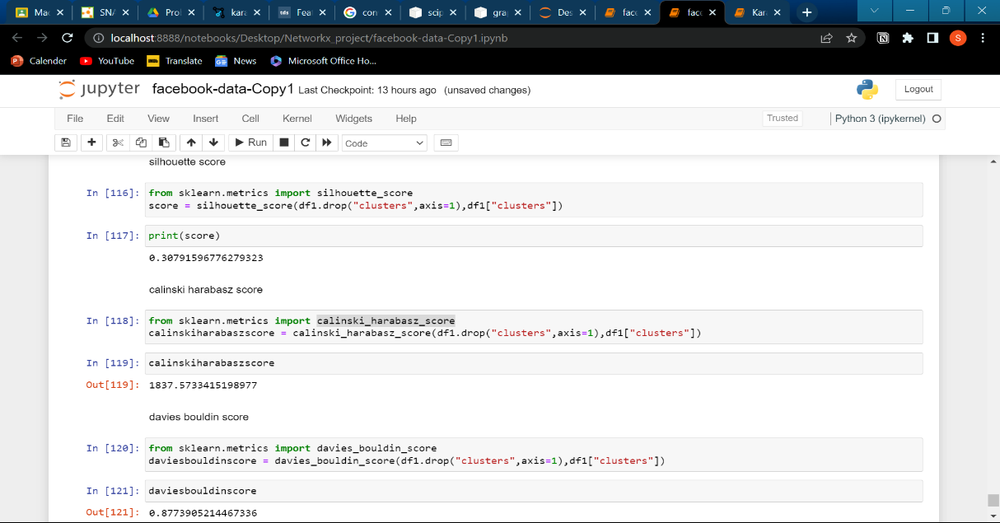 Mac
SN/
Pro
kara
Fea
con
scip
gra
Des
face
face
Kar
localhost:8888/notebooks/Desktop/Networkx_project/facebook-data-Copy1.ipynb
S
Calender
YouTube
Translate
News
Microsoft Office Ho...
jupyter facebook-data-Copy1 Last Checkpoint: 13 hours ago (unsaved changes)
Logout
File Edit View Insert Cell Kernel Widgets Help
Trusted
Python 3 (ipykernel)
Run
Code
silhouette score
In [116]: from sklearn.metrics import silhouette_score
score = silhouette_score(df1.drop("clusters",axis=1),df1["clusters"])
In [117]: print(score)
0.30791596776279323
calinski harabasz score
In [118]: from sklearn.metrics import calinski_harabasz_score
calinskiharabaszscore = calinski_harabasz_score(df1.drop("clusters",axis=1),df1["clusters"])
In [119]: calinskiharabaszscore
Out[119]: 1837.5733415198977
davies bouldin score
In [120]: from sklearn.metrics import davies_bouldin_score
daviesbouldinscore = davies_bouldin_score(df1.drop("clusters",axis=1),df1["clusters"])
In [121]: daviesbouldinscore
Out[121]: 0.8773905214467336